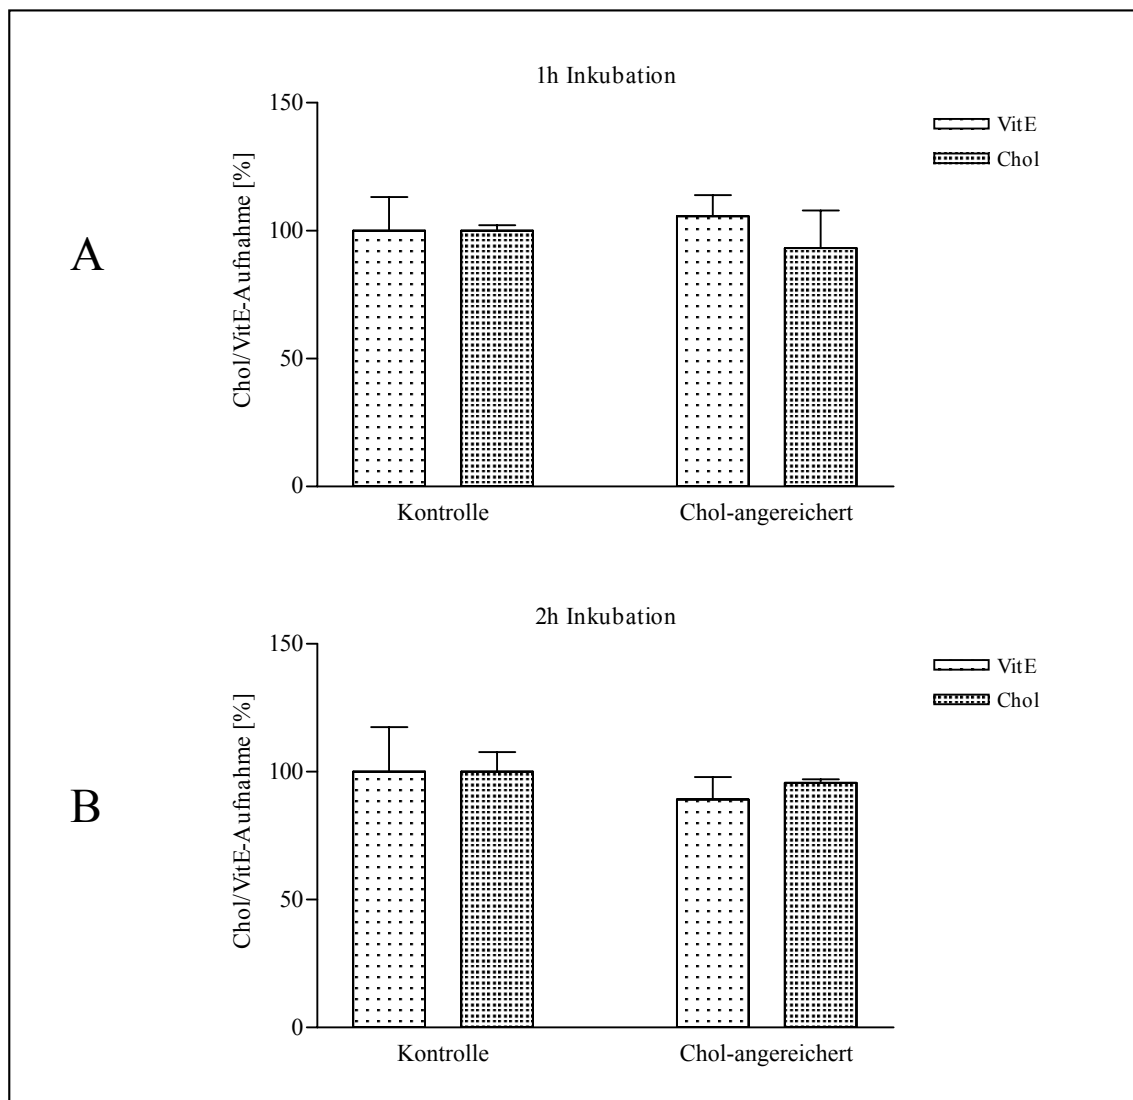 A
1h Inkubation
Chol/VitE-Aufnahme [%]
150
100
50
0
Kontrolle
Chol-angereichert
VitE
Chol
B
2h Inkubation
Chol/VitE-Aufnahme [%]
150
100
50
0
Kontrolle
Chol-angereichert
VitE
Chol